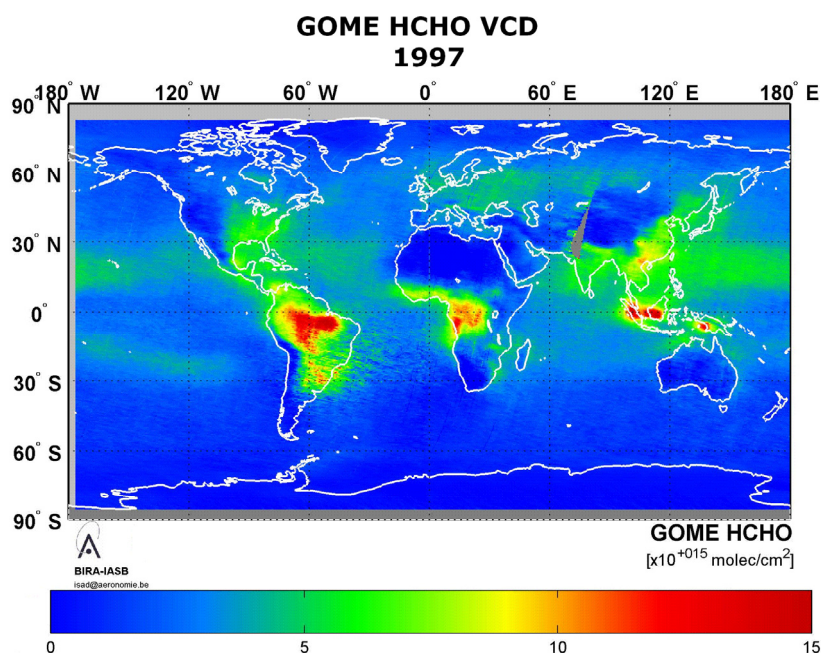 GOME HCHO VCD
1997
180° W 120° W 60° W 0° 60° E 120° E 180° E
90° N
60° N
30° N
0°
30° S
60° S
90° S
BIRA-IASB
isad@aeronomie.be
GOME HCHO
[x10+015 molec/cm2]
0 5 10 15